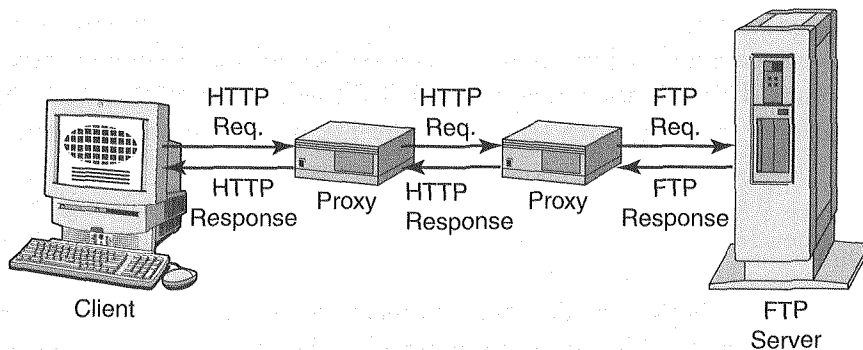 HTTP
Req.
HTTP
Req.
FTP
Req.
HTTP
Response
Proxy
HTTP
Response
Proxy
FTP
Response
Client
FTP
Server